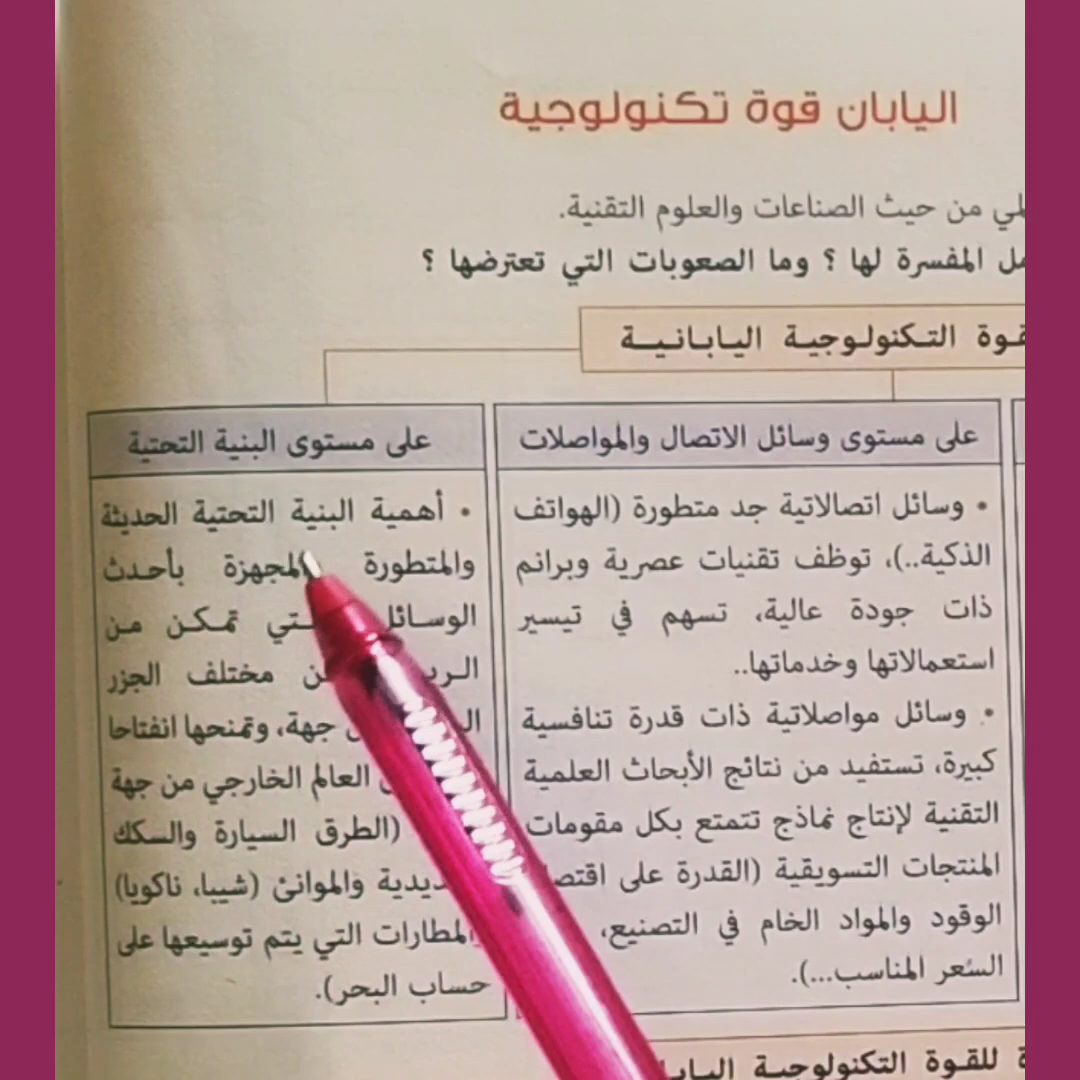 اليابان قوة تكنولوجية
من حيث الصناعات والعلوم التقنية.
المفسرة لها ؟ وما الصعوبات التي تعترضها ؟
التكنولوجية اليابانية
على مستوى وسائل الاتصال والمواصلات
• وسائل اتصالاتية جد متطورة (الهواتف
الذكية..)، توظف تقنيات عصرية وبرانم
ذات جودة عالية، تسهم في تيسير
استعمالاتها وخدماتها..
• وسائل مواصلاتية ذات قدرة تنافسية
كبيرة، تستفيد من نتائج الأبحاث العلمية
التقنية لإنتاج نماذج تتمتع بكل مقومات
المنتجات التسويقية (القدرة على
الوقود والمواد الخام في التصنيع،
السعر المناسب...).
على مستوى البنية التحتية
• أهمية البنية التحتية الحديثة
والمتطورة المجهزة بأحدث
الوسائل تمكن من
مختلف الجزر
جهة، وتمنحها انفتاحا
العالم الخارجي من جهة
(الطرق السيارة والسكك
والموانئ (شيبا، ناكويا)
التي يتم توسيعها على
حساب البحر).
للقوة التكنولوجية